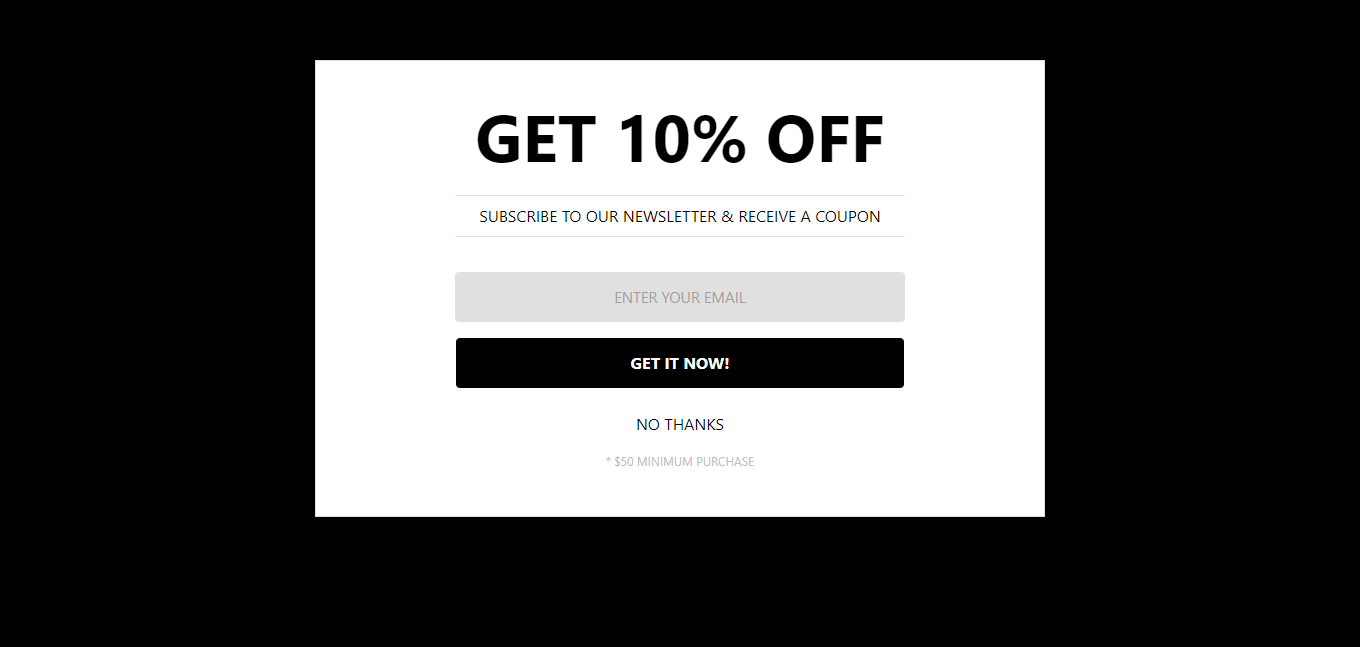 GET 10% OFF
SUBSCRIBE TO OUR NEWSLETTER & RECEIVE A COUPON
ENTER YOUR EMAIL
GET IT NOW!
NO THANKS
* $50 MINIMUM PURCHASE